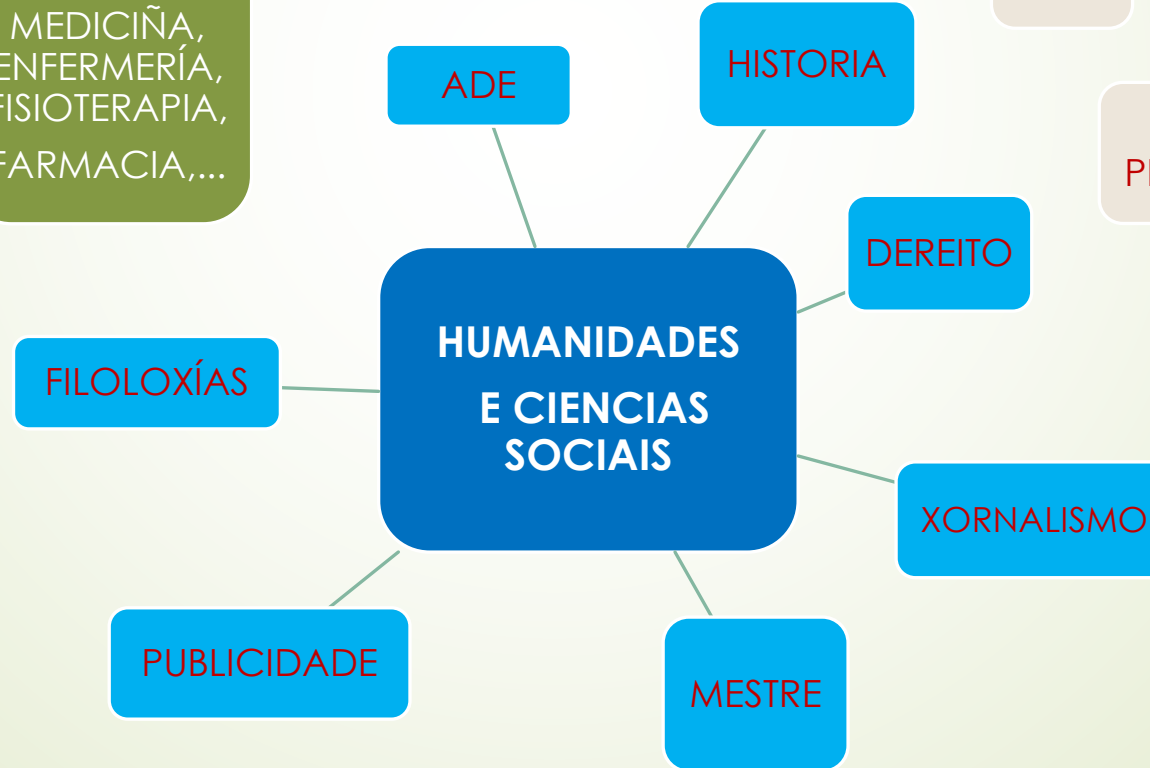 MEDICIÑA,
ENFERMERÍA,
FISIOTERAPIA,
FARMACIA,...
ADE
HISTORIA
DEREITO
HUMANIDADES
E CIENCIAS
SOCIAIS
FILOLOXÍAS
XORNALISMO
PUBLICIDADE
MESTRE